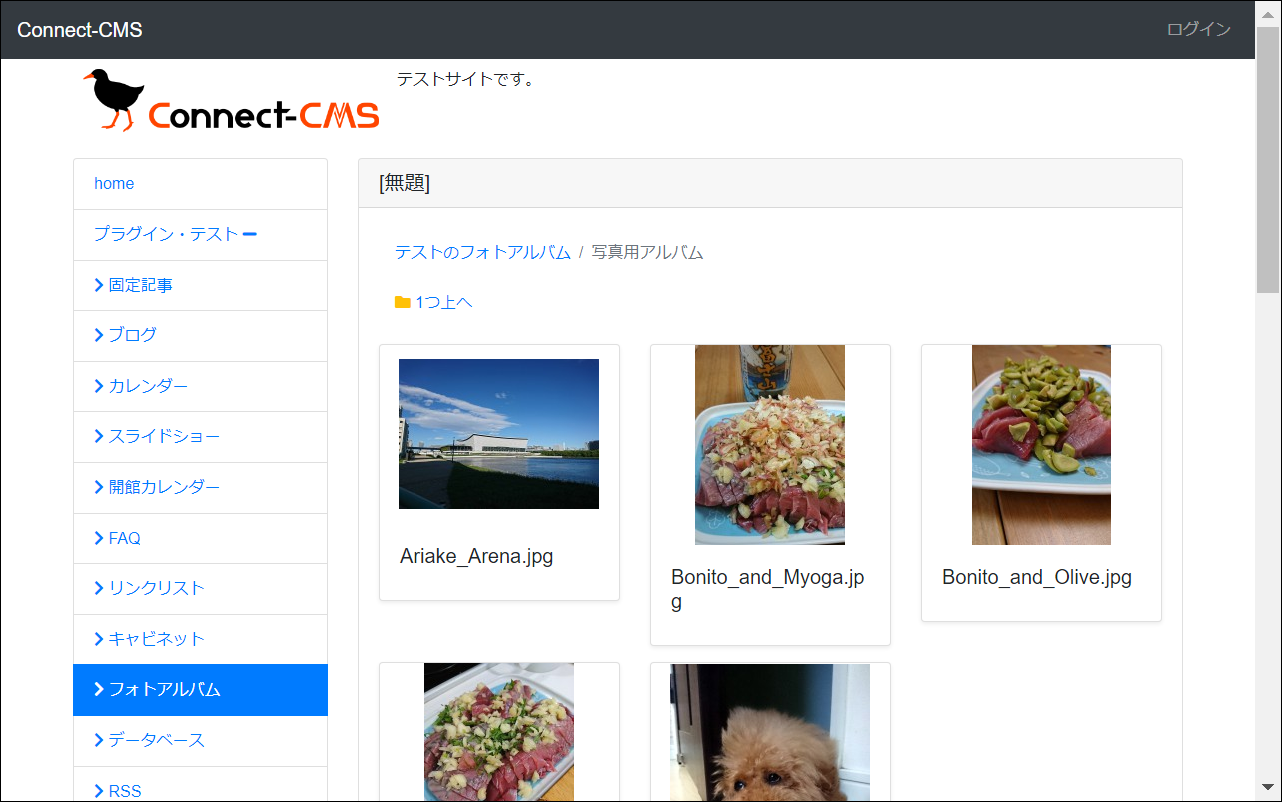 Connect-CMS
ログイン
Connect-CMS
テストサイトです。
home
プラグイン・テスト
固定記事
ブログ
カレンダー
スライドショー
開館カレンダー
FAQ
リンクリスト
キャビネット
フォトアルバム
データベース
RSS
[無題]
テストのフォトアルバム / 写真用アルバム
1つ上へ
富士山
Ariake_Arena.jpg
Bonito_and_Myoga.jp
g
Bonito_and_Olive.jpg